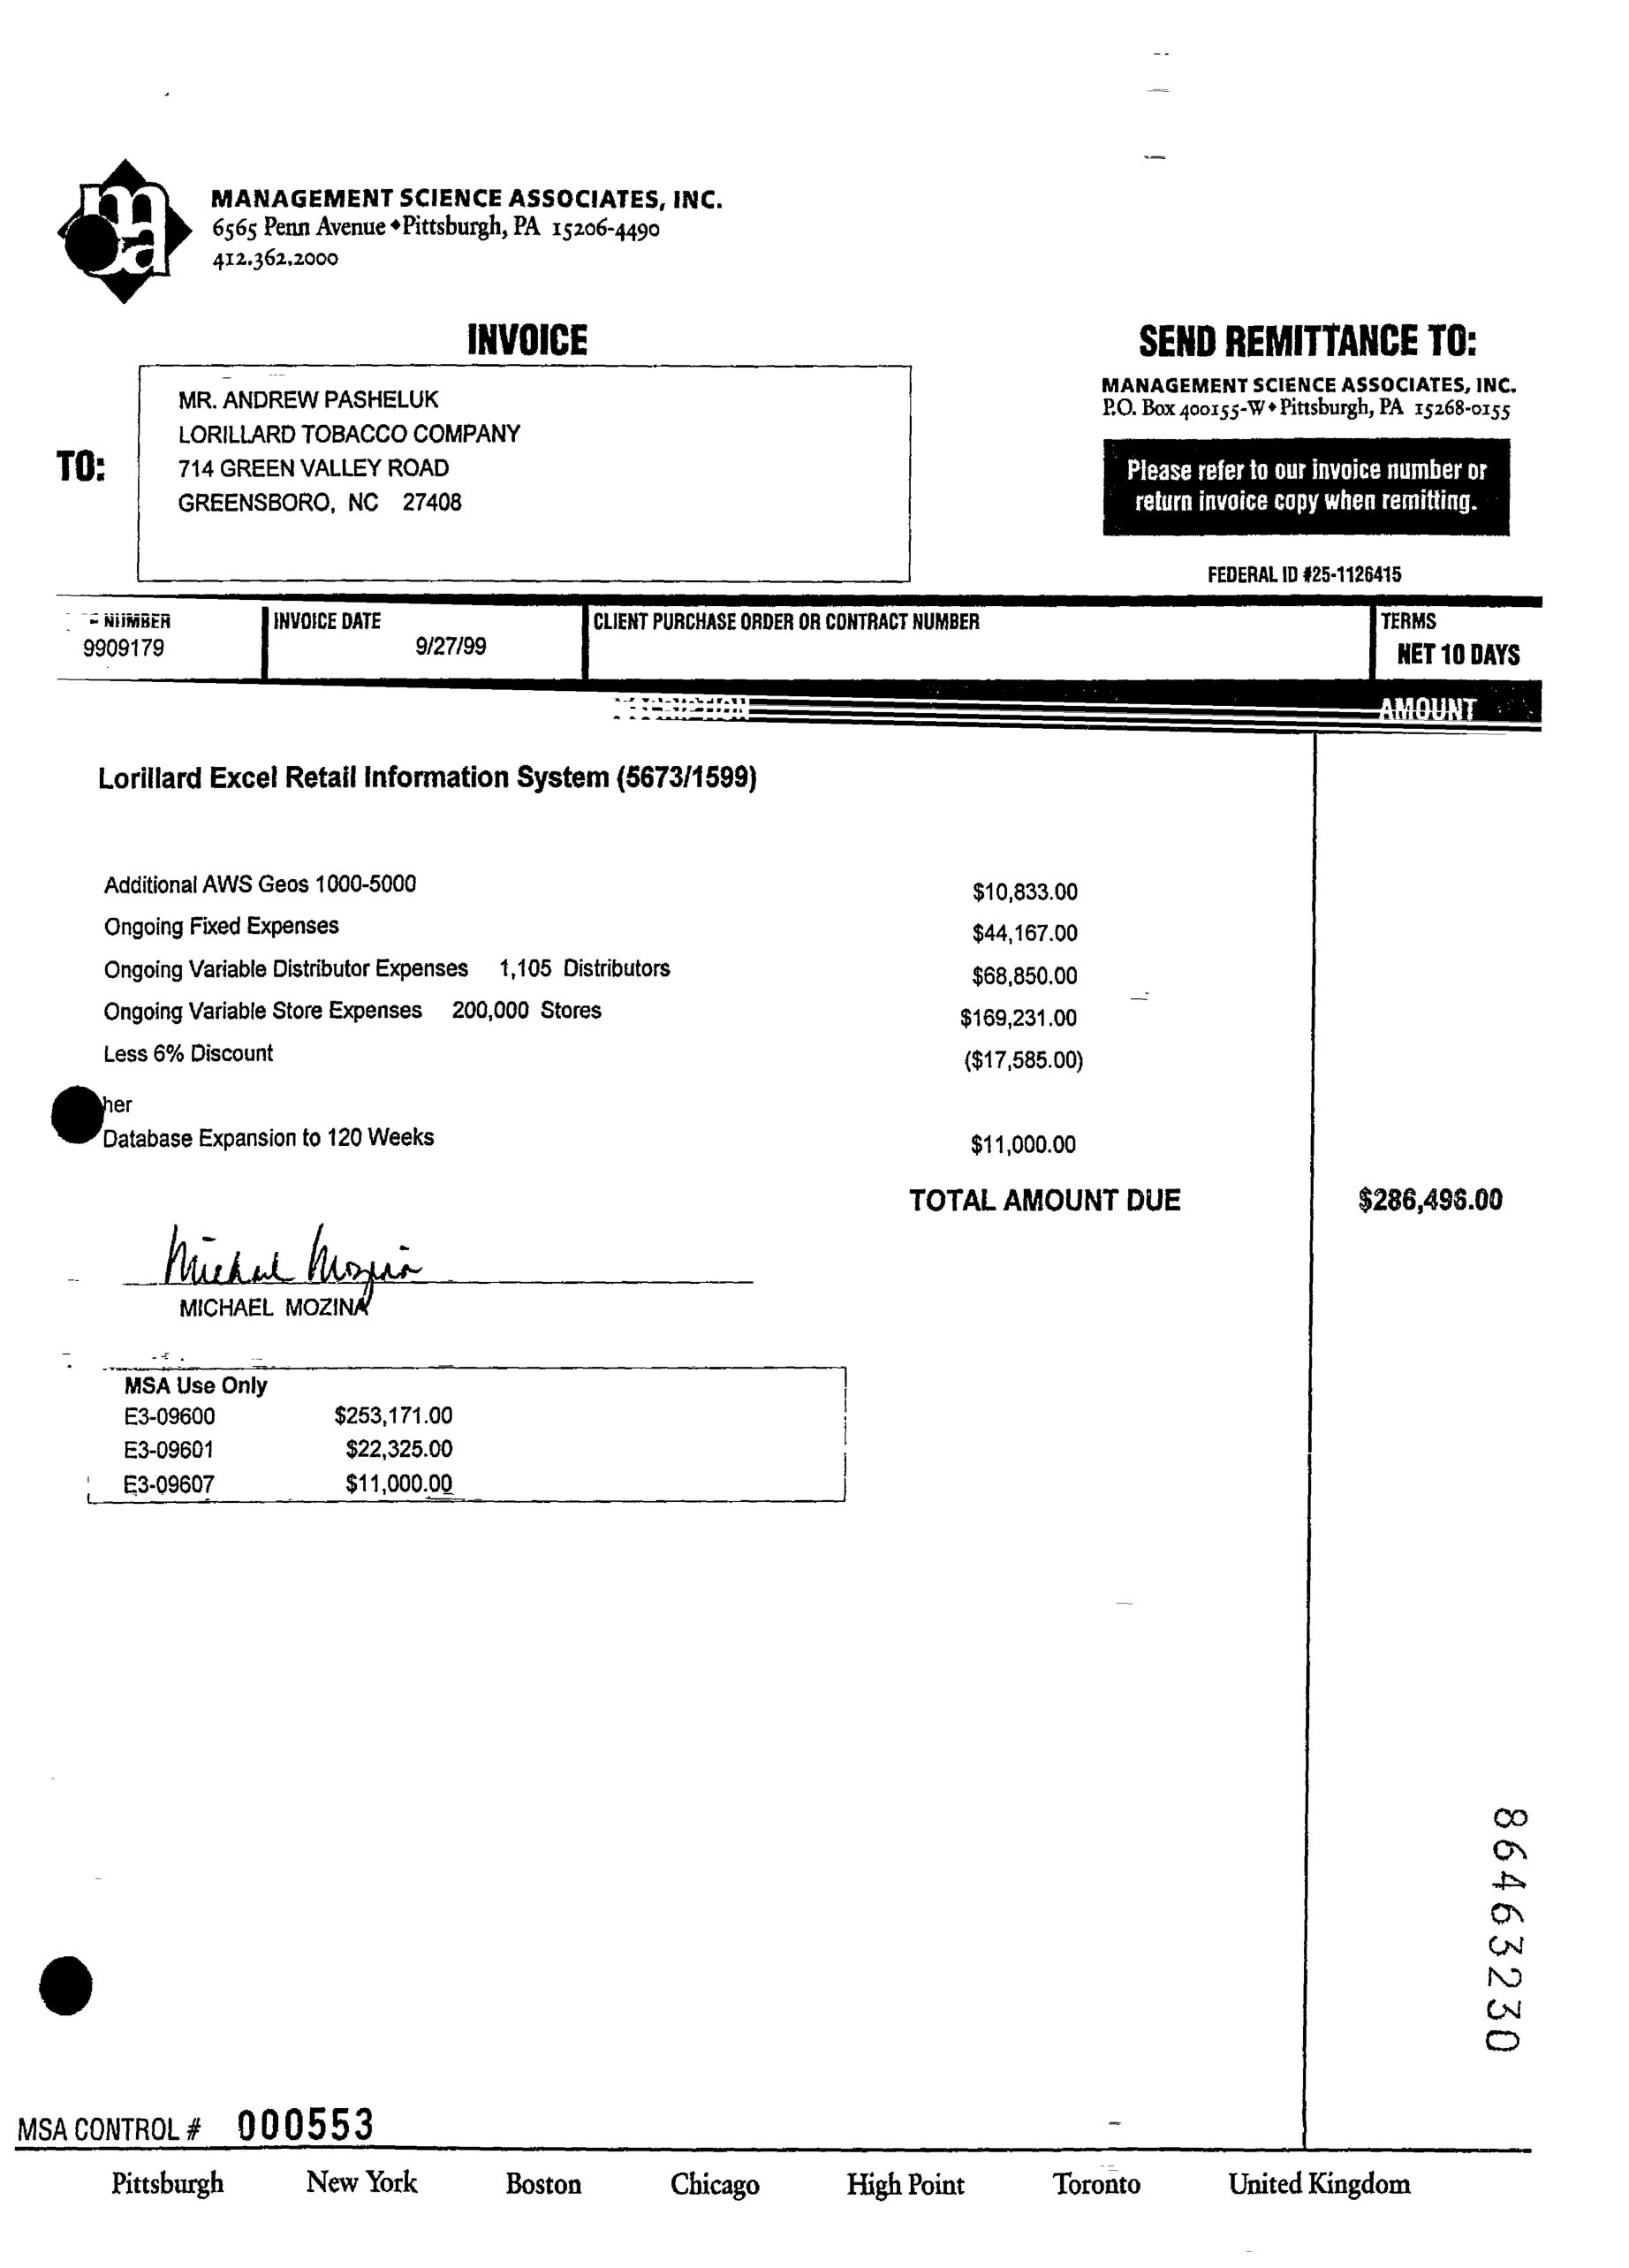 MANAGEMENT SCIENCE ASSOCIATES, INC.
6565 Penn Avenue ◆ Pittsburgh, PA 15206-4490
412.362.2000
INVOICE
SEND REMITTANCE TO:
MANAGEMENT SCIENCE ASSOCIATES, INC.
P.O. Box 400155-W ◆ Pittsburgh, PA 15268-0155
TO:
MR. ANDREW PASHELUK
LORILLARD TOBACCO COMPANY
714 GREEN VALLEY ROAD
GREENSBORO, NC 27408
Please refer to our invoice number or
return invoice copy when remitting.
FEDERAL ID #25-1126415
NUMBER INVOICE DATE CLIENT PURCHASE ORDER OR CONTRACT NUMBER TERMS
9909179 9/27/99 NET 10 DAYS
DESCRIPTION AMOUNT
Lorillard Excel Retail Information System (5673/1599)
Additional AWS Geos 1000-5000 $10,833.00
Ongoing Fixed Expenses $44,167.00
Ongoing Variable Distributor Expenses 1,105 Distributors $68,850.00
Ongoing Variable Store Expenses 200,000 Stores $169,231.00
Less 6% Discount ($17,585.00)
her
Database Expansion to 120 Weeks $11,000.00
TOTAL AMOUNT DUE $286,496.00
Michael Mozina
MICHAEL MOZINA
MSA Use Only
E3-09600 $253,171.00
E3-09601 $22,325.00
E3-09607 $11,000.00
86463230
MSA CONTROL # 000553
Pittsburgh New York Boston Chicago High Point Toronto United Kingdom